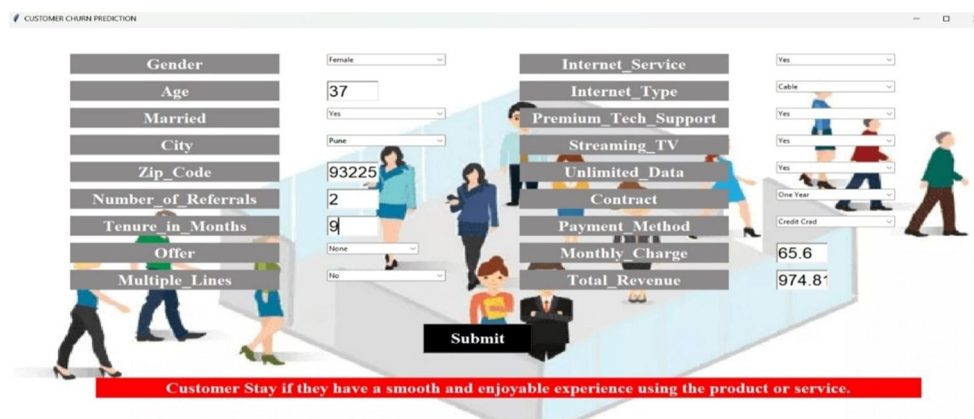 CUSTOMER CHURN PREDICTION
Gender Female Internet_Service Yes
Age 37 Internet_Type Cable
Married Yes Premium_Tech_Support Yes
City Pune Streaming_TV Yes
Zip_Code 93225 Unlimited_Data Yes
Number_of_Referrals 2 Contract One Year
Tenure_in_Months 9 Payment_Method Credit Crad
Offer None Monthly_Charge 65.6
Multiple_Lines No Total_Revenue 974.81
Submit
Customer Stay if they have a smooth and enjoyable experience using the product or service.